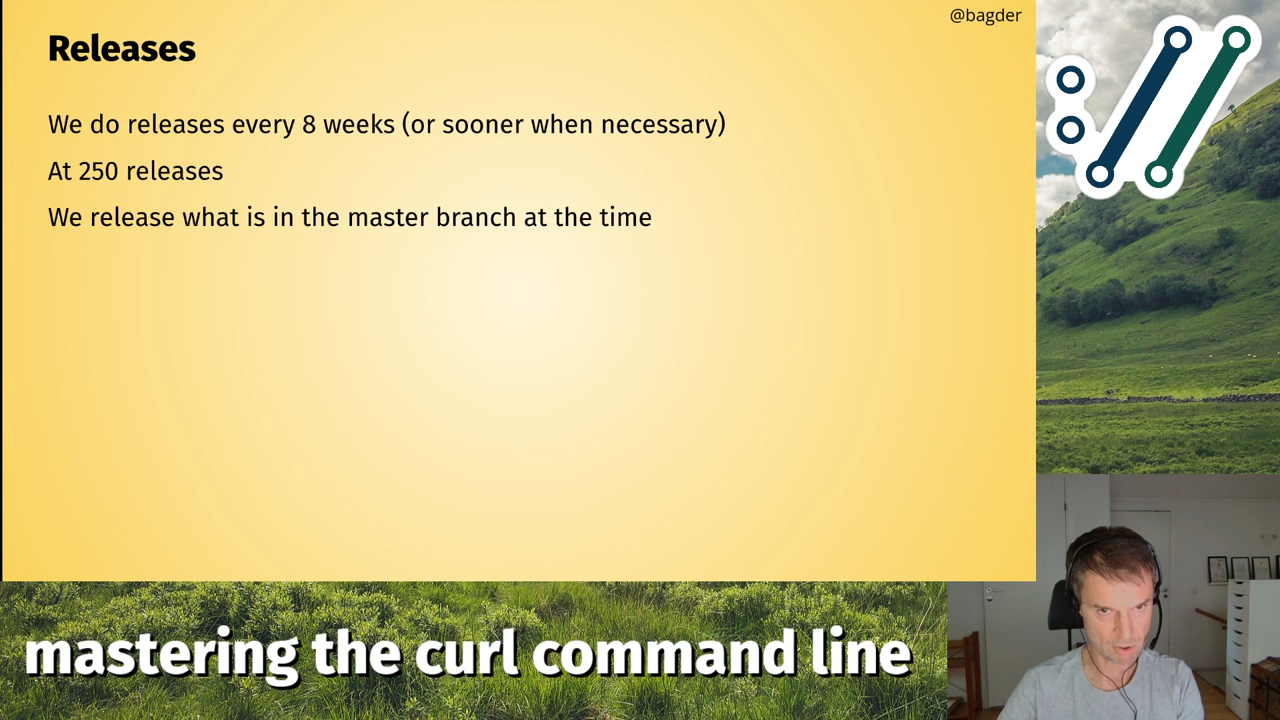 @bagder
Releases
We do releases every 8 weeks (or sooner when necessary)
At 250 releases
We release what is in the master branch at the time
mastering the curl command line